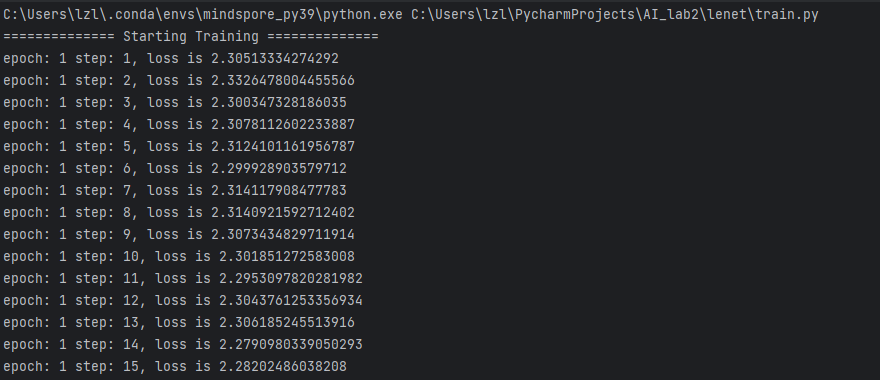 C:\Users\lzl\.conda\envs\mindspore_py39\python.exe C:\Users\lzl\PycharmProjects\AI_lab2\lenet\train.py
============== Starting Training ==============
epoch: 1 step: 1, loss is 2.30513334274292
epoch: 1 step: 2, loss is 2.3326478004455566
epoch: 1 step: 3, loss is 2.300347328186035
epoch: 1 step: 4, loss is 2.3078112602233887
epoch: 1 step: 5, loss is 2.3124101161956787
epoch: 1 step: 6, loss is 2.299928903579712
epoch: 1 step: 7, loss is 2.314117908477783
epoch: 1 step: 8, loss is 2.3140921592712402
epoch: 1 step: 9, loss is 2.3073434829711914
epoch: 1 step: 10, loss is 2.301851272583008
epoch: 1 step: 11, loss is 2.2953097820281982
epoch: 1 step: 12, loss is 2.3043761253356934
epoch: 1 step: 13, loss is 2.306185245513916
epoch: 1 step: 14, loss is 2.2790980339050293
epoch: 1 step: 15, loss is 2.28202486038208